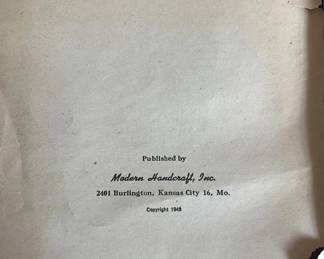 Published by
Modern Handcraft, Inc.
2401 Burlington, Kansas City 16, Mo.
Copyright 1948